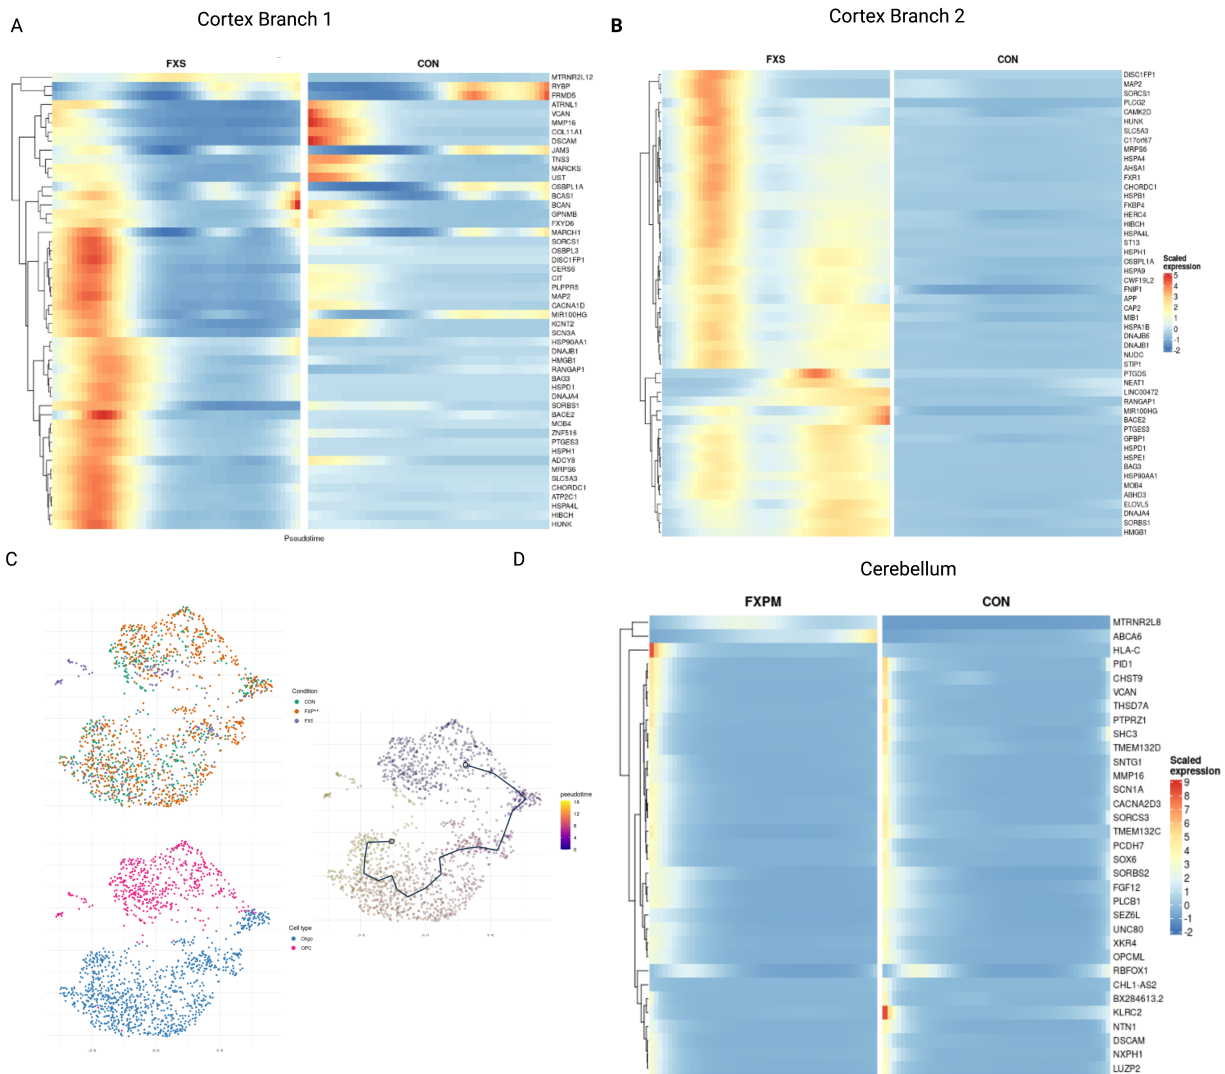 A
Cortex Branch 1
FXS
CON
MTRNR2L12
RYBP
FRMD5
ATRNL1
VCAN
MMP16
COL11A1
DSCAM
JAM3
TNS3
MARCKS
UST
OSBPL1A
BCAS1
BCAN
GPNMB
FXYD6
MARCH1
SORCS1
OSBPL3
DISC1FP1
CERS6
CIT
PLPPR5
MAP2
CACNA1D
MIR100HG
KCNT2
SCN3A
HSP90AA1
DNAJB1
HMGB1
RANGAP1
BAG3
HSPD1
DNAJA4
SORBS1
BACE2
MOB4
ZNF516
PTGES3
HSPH1
ADCY8
MRPS6
SLC5A3
CHORDC1
ATP2C1
HSPA4L
HIBCH
HUNK
Pseudotime
B
Cortex Branch 2
FXS
CON
DISC1FP1
MAP2
SORCS1
PLCG2
CAMK2D
HUNK
SLC5A3
C17orf67
MRPS6
HSPA4
AHSA1
FXR1
CHORDC1
HSPB1
FKBP4
HERC4
HIBCH
HSPA4L
ST13
HSPH1
OSBPL1A
HSPA9
CWF19L2
FNIP1
APP
CAP2
MIB1
HSPA1B
DNAJB6
DNAJB1
NUDC
STIP1
PTGDS
NEAT1
LINC00472
RANGAP1
MIR100HG
BACE2
PTGES3
GPBP1
HSPD1
HSPE1
BAG3
HSP90AA1
MOB4
ABHD3
ELOVL5
DNAJA4
SORBS1
HMGB1
Scaled
expression
5
4
3
2
1
0
-1
-2
C
Condition
CON
FXS
Cell type
Oligo
OPC
pseudotime
16
12
8
4
0
D
Cerebellum
FXPM
CON
MTRNR2L8
ABCA6
HLA-C
PID1
CHST9
VCAN
THSD7A
PTPRZ1
SHC3
TMEM132D
SNTG1
MMP16
SCN1A
CACNA2D3
SORCS3
TMEM132C
PCDH7
SOX6
SORBS2
FGF12
PLCB1
SEZ6L
UNC80
XKR4
OPCML
RBFOX1
CHL1-AS2
BX284613.2
KLRC2
NTN1
DSCAM
NXPH1
LUZP2
Scaled
expression
9
8
7
6
5
4
3
2
1
0
-1
-2